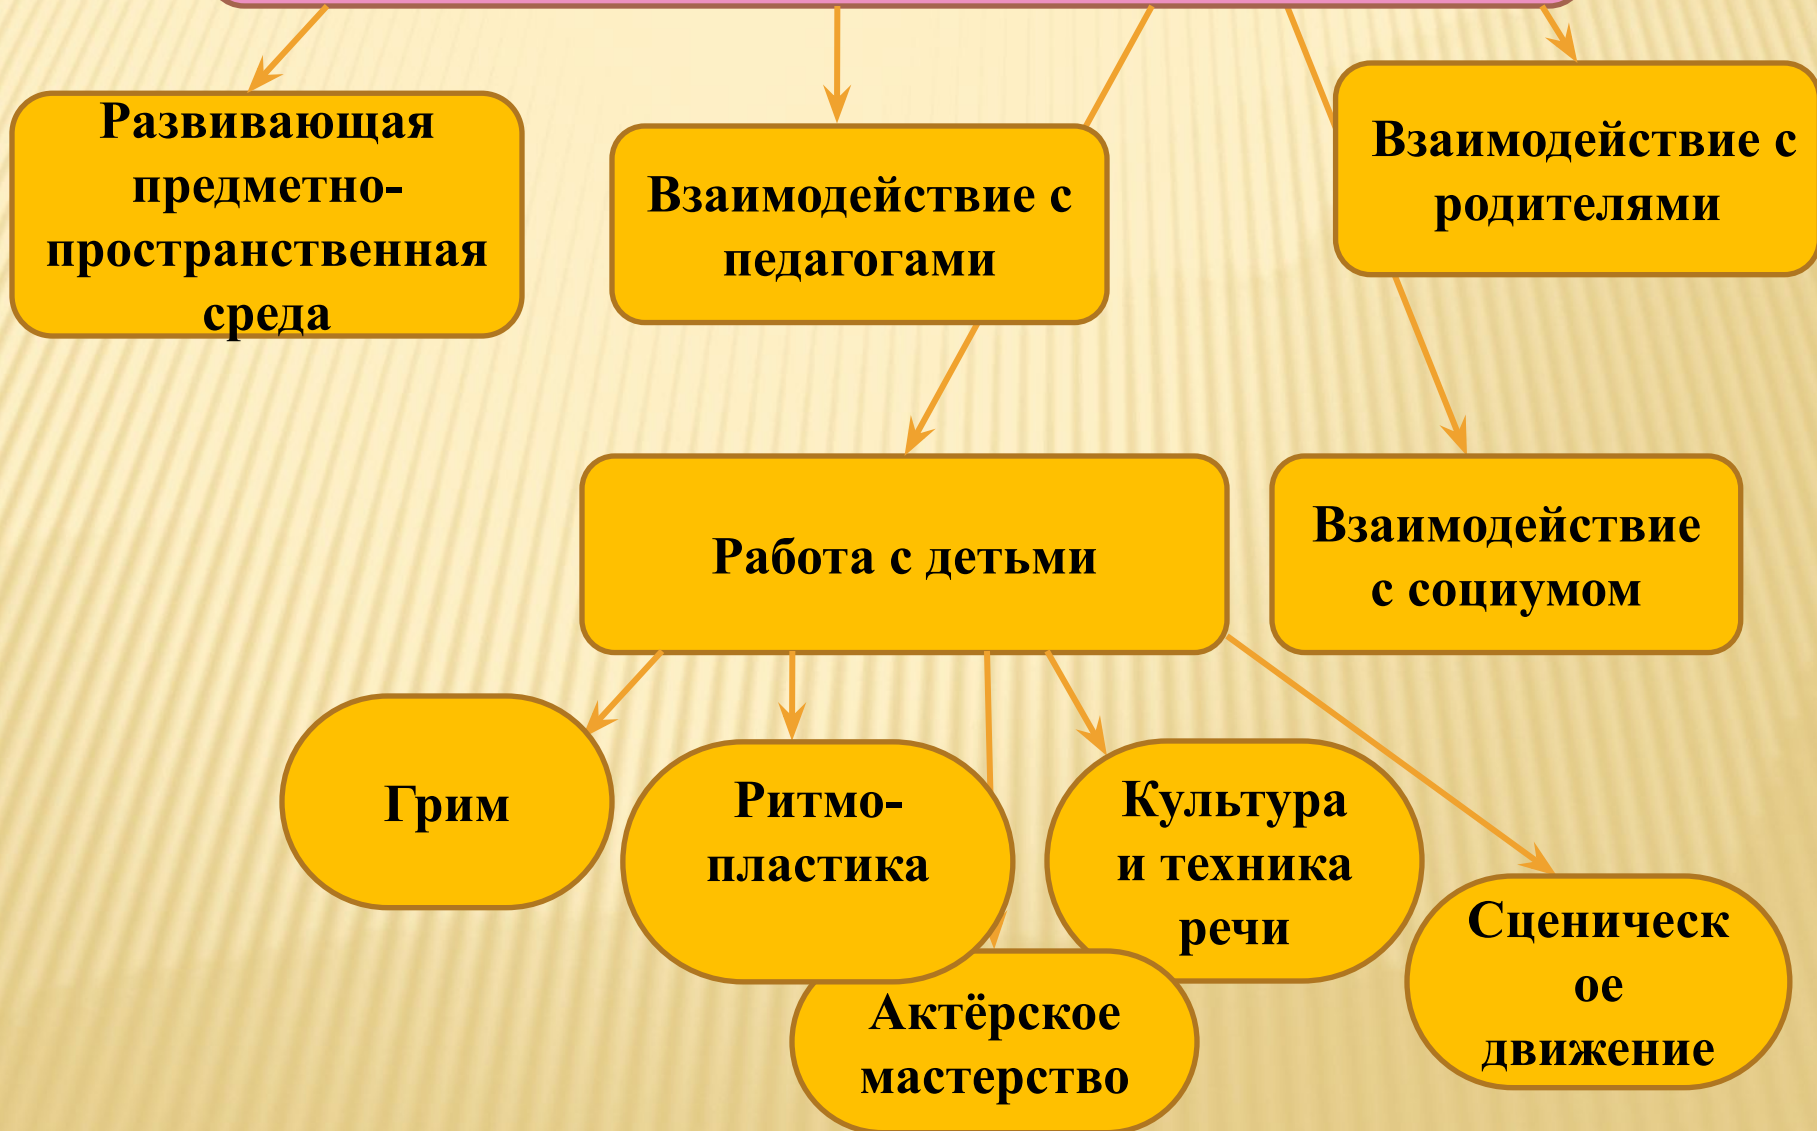 Развивающая
предметно-
пространственная
среда
Взаимодействие с
педагогами
Взаимодействие с
родителями
Работа с детьми
Взаимодействие
с социумом
Грим
Ритмо-
пластика
Культура
и техника
речи
Сценическ
ое
движение
Актёрское
мастерство